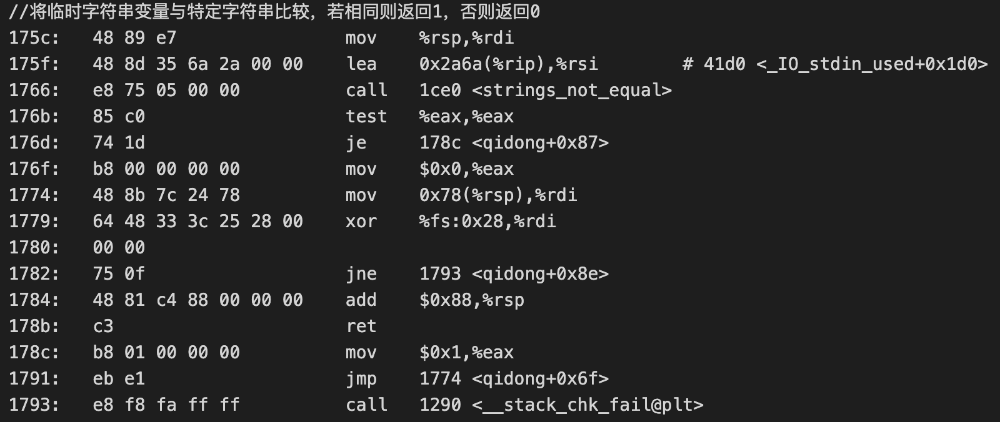 //将临时字符串变量与特定字符串比较，若相同则返回1，否则返回0
175c:   48 89 e7                mov    %rsp,%rdi
175f:   48 8d 35 6a 2a 00 00    lea    0x2a6a(%rip),%rsi        # 41d0 <_IO_stdin_used+0x1d0>
1766:   e8 75 05 00 00          call   1ce0 <strings_not_equal>
176b:   85 c0                   test   %eax,%eax
176d:   74 1d                   je     178c <qidong+0x87>
176f:   b8 00 00 00 00          mov    $0x0,%eax
1774:   48 8b 7c 24 78          mov    0x78(%rsp),%rdi
1779:   64 48 33 3c 25 28 00    xor    %fs:0x28,%rdi
1780:   00 00
1782:   75 0f                   jne    1793 <qidong+0x8e>
1784:   48 81 c4 88 00 00 00    add    $0x88,%rsp
178b:   c3                      ret
178c:   b8 01 00 00 00          mov    $0x1,%eax
1791:   eb e1                   jmp    1774 <qidong+0x6f>
1793:   e8 f8 fa ff ff          call   1290 <__stack_chk_fail@plt>